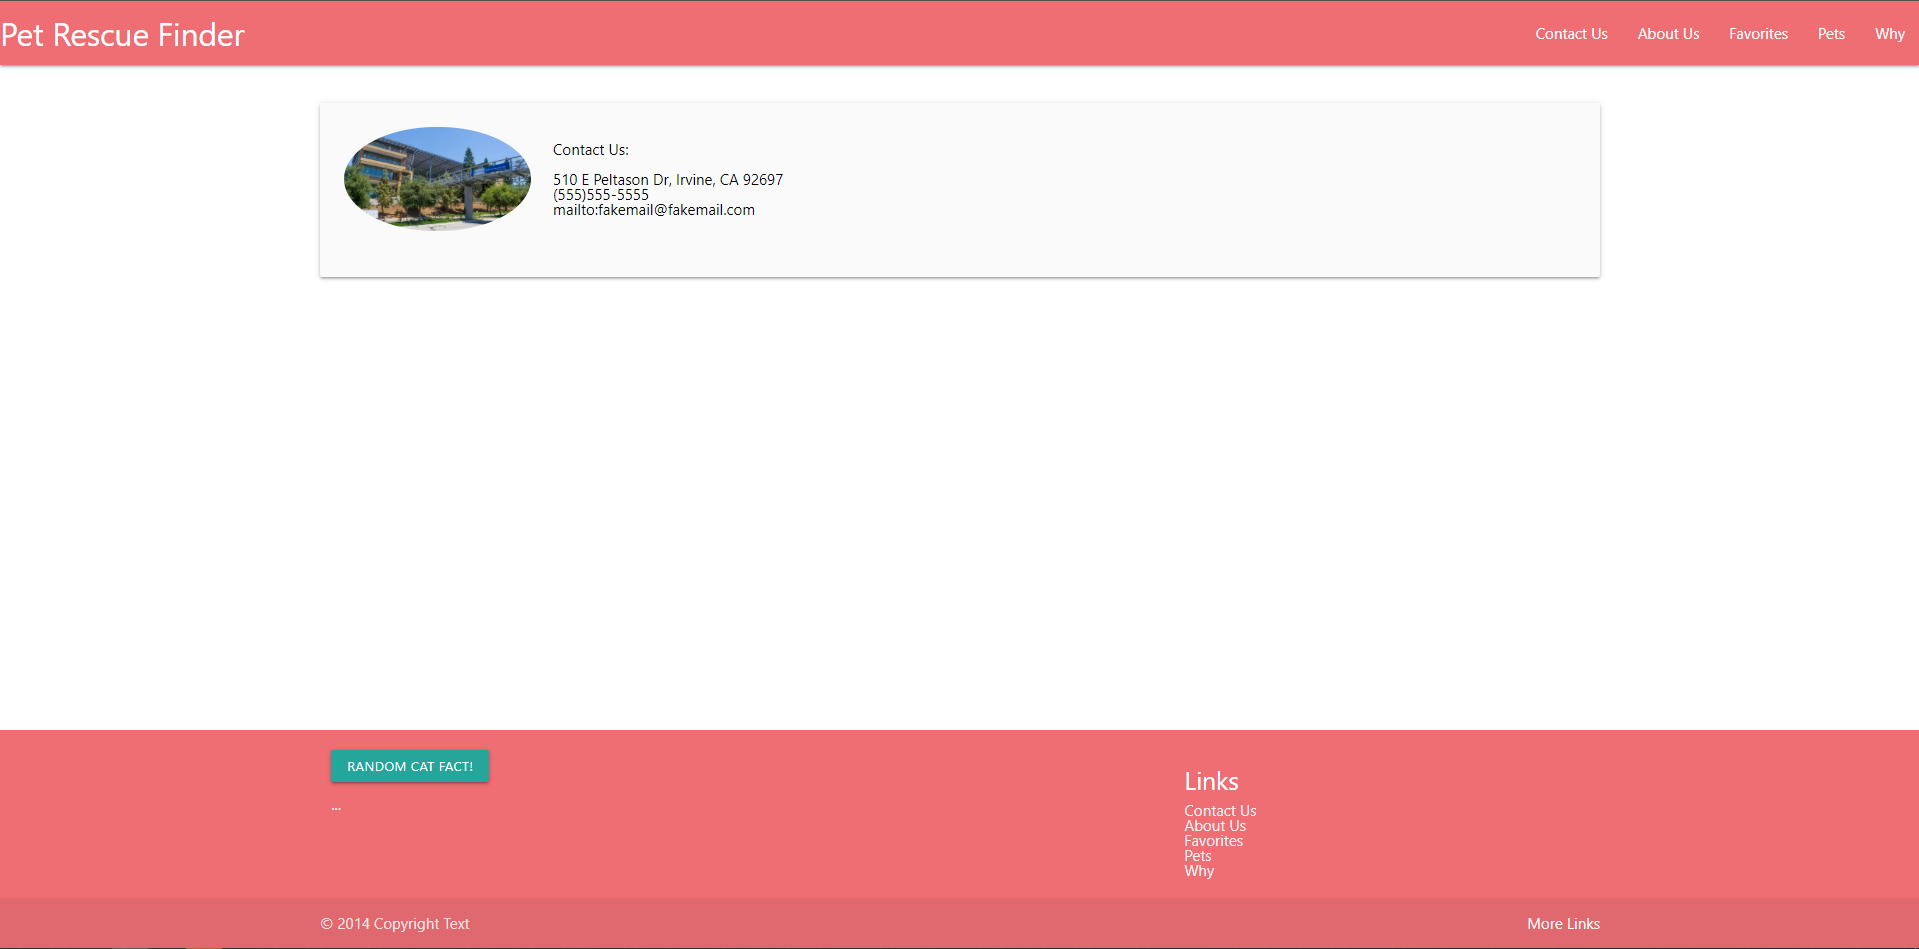 Pet Rescue Finder
Contact Us
About Us
Favorites
Pets
Why
Contact Us:
510 E Peltason Dr, Irvine, CA 92697
(555)555-5555
mailto:fakemail@fakemail.com
RANDOM CAT FACT!
...
Links
Contact Us
About Us
Favorites
Pets
Why
© 2014 Copyright Text
More Links